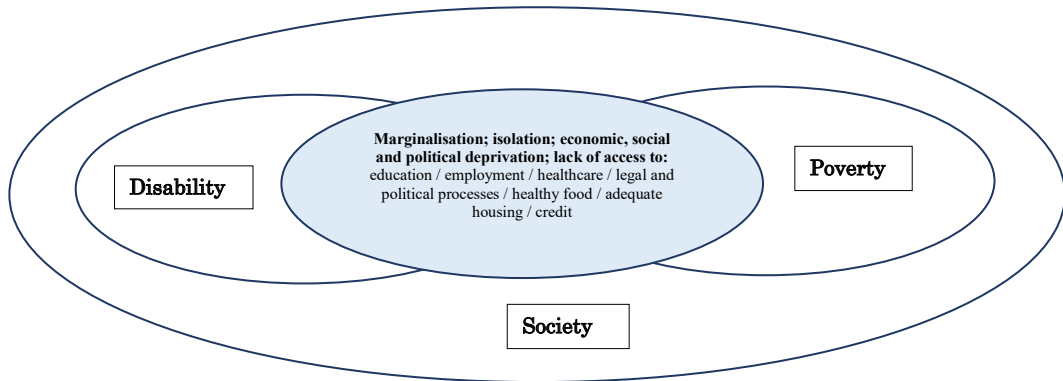 Marginalisation; isolation; economic, social
and political deprivation; lack of access to:
education / employment / healthcare / legal and
political processes / healthy food / adequate
housing / credit
Disability
Poverty
Society